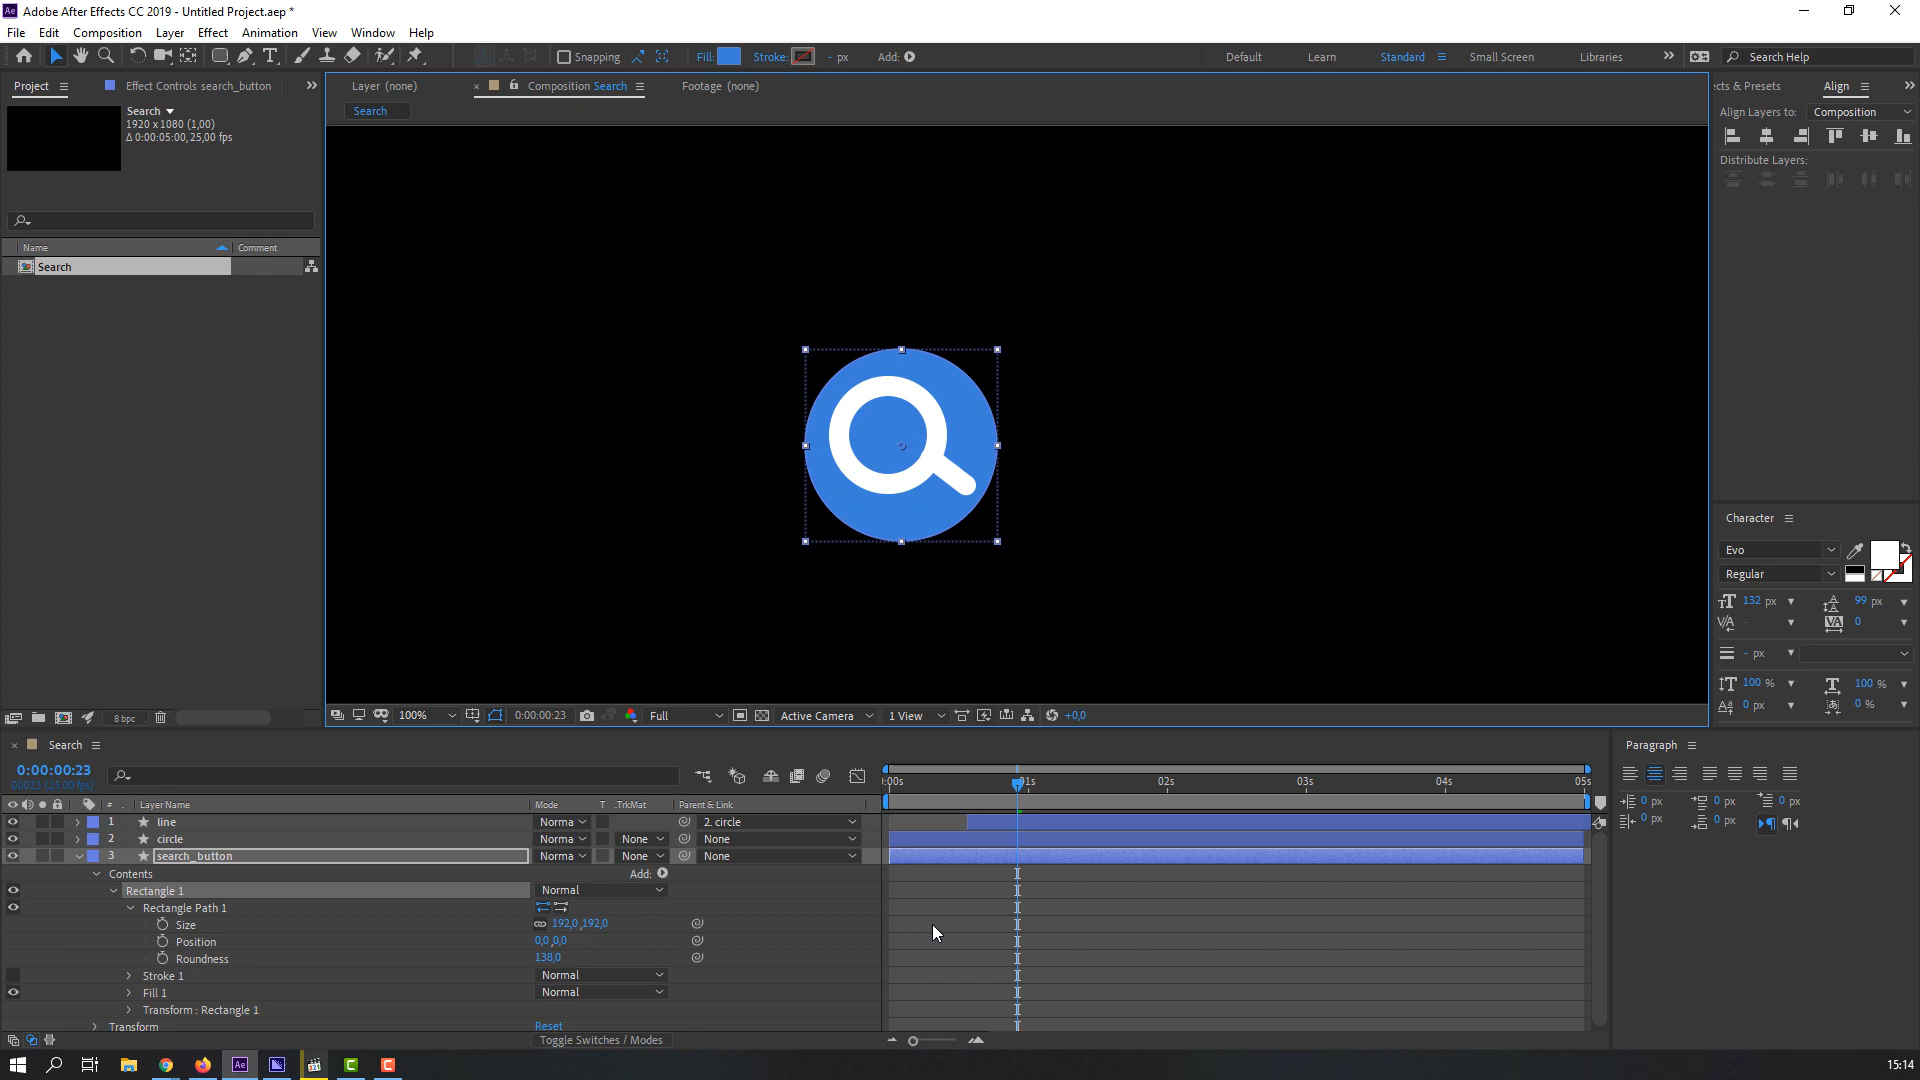 Adobe After Effects CC 2019 - Untitled Project.aep *
File Edit Composition Layer Effect Animation View Window Help
Snapping Fill: Stroke: - px Add: Default Learn Standard Small Screen Libraries Search Help
Project Effect Controls search_button
Layer (none) Composition Search Footage (none)
Search
Search
1920 x 1080 (1,00)
Δ 0:00:05:00, 25,00 fps
Name Comment
Search
8 bpc
100% 0:00:00:23 Full Active Camera 1 View +0,0
cts & Presets Align
Align Layers to: Composition
Distribute Layers:
Character
Evo
Regular
132 px 99 px
- 0
- px
100 % 100 %
0 px 0 %
Paragraph
0 px 0 px 0 px
0 px 0 px
Search
0:00:00:23
00023 (25.00 fps)
:00s 01s 02s 03s 04s 05s
# . Layer Name Mode T .TrkMat Parent & Link
1 line Norma 2. circle
2 circle Norma None None
3 search_button Norma None None
Contents Add:
Rectangle 1 Normal
Rectangle Path 1
Size 192,0,192,0
Position 0,0,0,0
Roundness 138,0
Stroke 1 Normal
Fill 1 Normal
Transform : Rectangle 1
Transform Reset
Toggle Switches / Modes
15:14